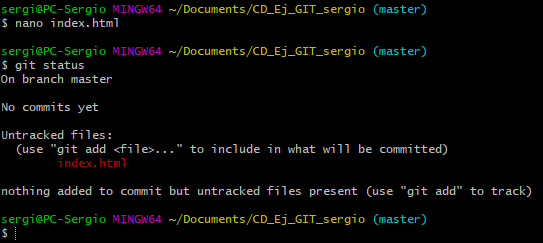 sergi@PC-Sergio MINGW64 ~/Documents/CD_Ej_GIT_sergio (master)
$ nano index.html
sergi@PC-Sergio MINGW64 ~/Documents/CD_Ej_GIT_sergio (master)
$ git status
On branch master
No commits yet
Untracked files:
(use "git add <file>..." to include in what will be committed)
index.html
nothing added to commit but untracked files present (use "git add" to track)
sergi@PC-Sergio MINGW64 ~/Documents/CD_Ej_GIT_sergio (master)
$